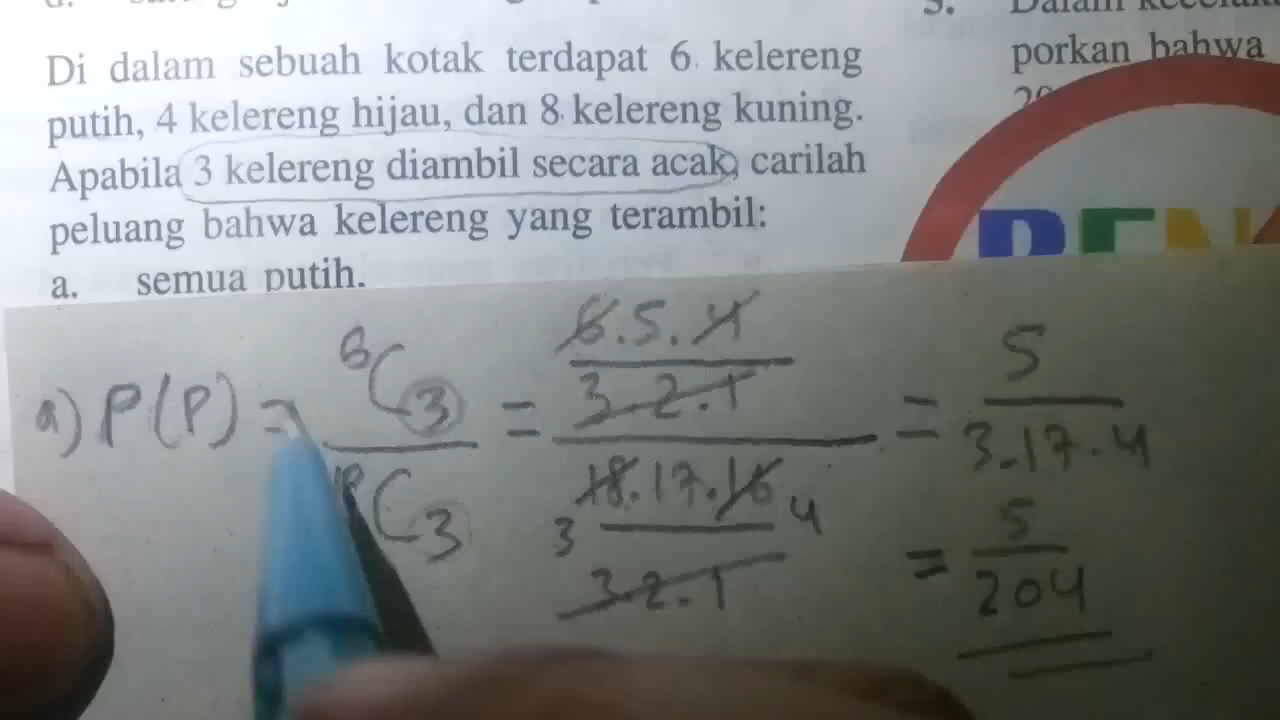 Di dalam sebuah kotak terdapat 6 kelereng
putih, 4 kelereng hijau, dan 8 kelereng kuning.
Apabila 3 kelereng diambil secara acak, carilah
peluang bahwa kelereng yang terambil:
a. semua putih.
porkan bahwa
a) P(P) = 6C3 / 18C3 = 6.5.4 / 3.2.1 / 18.17.16 / 3.2.1 = 5 / 3.17.4
3 4
= 5 / 204